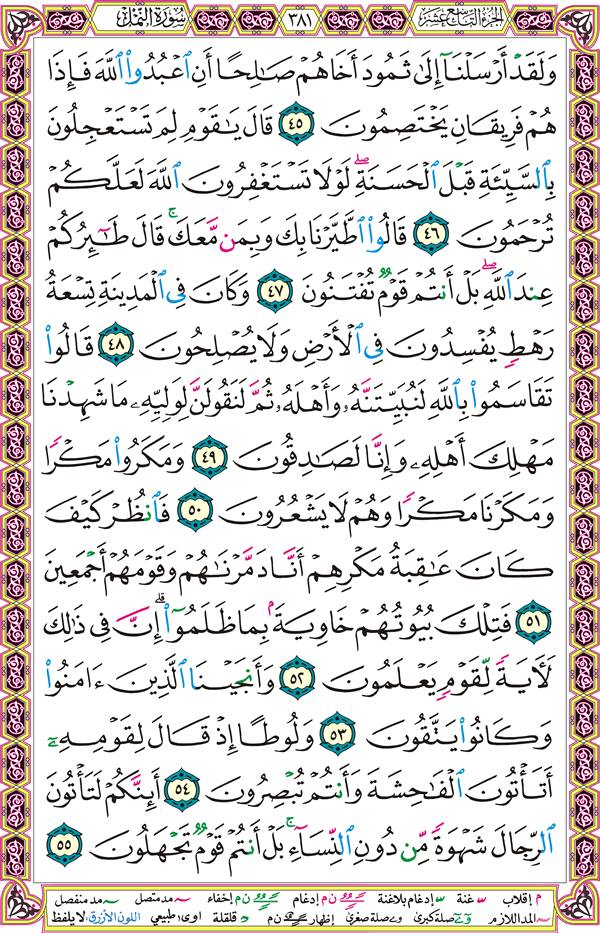 الجزء التاسع عشر
٣٨١
سورة النمل
وَلَقَدۡ أَرۡسَلۡنَآ إِلَىٰ ثَمُودَ أَخَاهُمۡ صَٰلِحًا أَنِ ٱعۡبُدُواْ ٱللَّهَ فَإِذَا
هُمۡ فَرِيقَانِ يَخۡتَصِمُونَ ٤٥ قَالَ يَٰقَوۡمِ لِمَ تَسۡتَعۡجِلُونَ
بِٱلسَّيِّئَةِ قَبۡلَ ٱلۡحَسَنَةِۖ لَوۡلَا تَسۡتَغۡفِرُونَ ٱللَّهَ لَعَلَّكُمۡ
تُرۡحَمُونَ ٤٦ قَالُواْ ٱطَّيَّرۡنَا بِكَ وَبِمَن مَّعَكَۚ قَالَ طَٰٓئِرُكُمۡ
عِندَ ٱللَّهِۖ بَلۡ أَنتُمۡ قَوۡمٞ تُفۡتَنُونَ ٤٧ وَكَانَ فِي ٱلۡمَدِينَةِ تِسۡعَةُ
رَهۡطٖ يُفۡسِدُونَ فِي ٱلۡأَرۡضِ وَلَا يُصۡلِحُونَ ٤٨ قَالُواْ
تَقَاسَمُواْ بِٱللَّهِ لَنُبَيِّتَنَّهُۥ وَأَهۡلَهُۥ ثُمَّ لَنَقُولَنَّ لِوَلِيِّهِۦ مَا شَهِدۡنَا
مَهۡلِكَ أَهۡلِهِۦ وَإِنَّا لَصَٰدِقُونَ ٤٩ وَمَكَرُواْ مَكۡرٗا
وَمَكَرۡنَا مَكۡرٗا وَهُمۡ لَا يَشۡعُرُونَ ٥٠ فَٱنظُرۡ كَيۡفَ
كَانَ عَٰقِبَةُ مَكۡرِهِمۡ أَنَّا دَمَّرۡنَٰهُمۡ وَقَوۡمَهُمۡ أَجۡمَعِينَ
٥١ فَتِلۡكَ بُيُوتُهُمۡ خَاوِيَةَۢ بِمَا ظَلَمُوٓاْۚ إِنَّ فِي ذَٰلِكَ
لَأٓيَةٗ لِّقَوۡمٖ يَعۡلَمُونَ ٥٢ وَأَنجَيۡنَا ٱلَّذِينَ ءَامَنُواْ
وَكَانُواْ يَتَّقُونَ ٥٣ وَلُوطًا إِذۡ قَالَ لِقَوۡمِهِۦٓ
أَتَأۡتُونَ ٱلۡفَٰحِشَةَ وَأَنتُمۡ تُبۡصِرُونَ ٥٤ أَئِنَّكُمۡ لَتَأۡتُونَ
ٱلرِّجَالَ شَهۡوَةٗ مِّن دُونِ ٱلنِّسَآءِۚ بَلۡ أَنتُمۡ قَوۡمٞ تَجۡهَلُونَ ٥٥
م إقلاب غنة إدغام بلاغنة ن م إدغام ن م إخفاء مد متصل مد منفصل
المد اللازم صلة كبرى صلة صغرى إظهار ن م قلقلة اوى طبيعي اللون الأزرق لا يلفظ